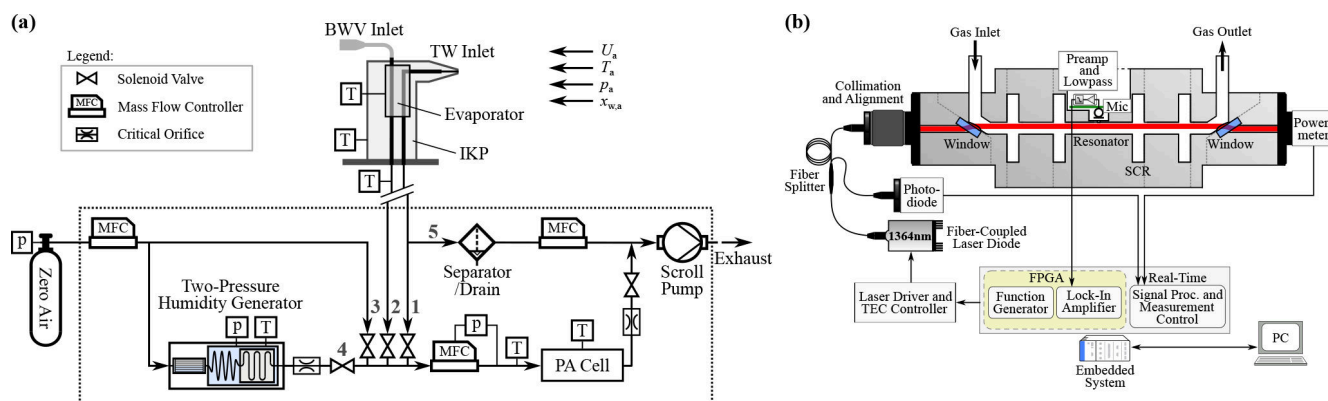 (a)
BWV Inlet
TW Inlet
Legend:
Solenoid Valve
MFC
Mass Flow Controller
Critical Orifice
T
T
T
Evaporator
IKP
Uₐ
Tₐ
pₐ
x_w,a
p
MFC
Zero Air
Two-Pressure
Humidity Generator
p
T
4
3
2
1
5
Separator
/Drain
MFC
Scroll
Pump
Exhaust
MFC
p
T
T
PA Cell
(b)
Gas Inlet
Gas Outlet
Preamp and
Lowpass
Mic
Collimation
and Alignment
Window
Resonator
Window
SCR
Power
meter
Fiber
Splitter
Photo-
diode
1364nm
Fiber-Coupled
Laser Diode
Laser Driver and
TEC Controller
FPGA
Function
Generator
Lock-In
Amplifier
Real-Time
Signal Proc. and
Measurement
Control
Embedded
System
PC